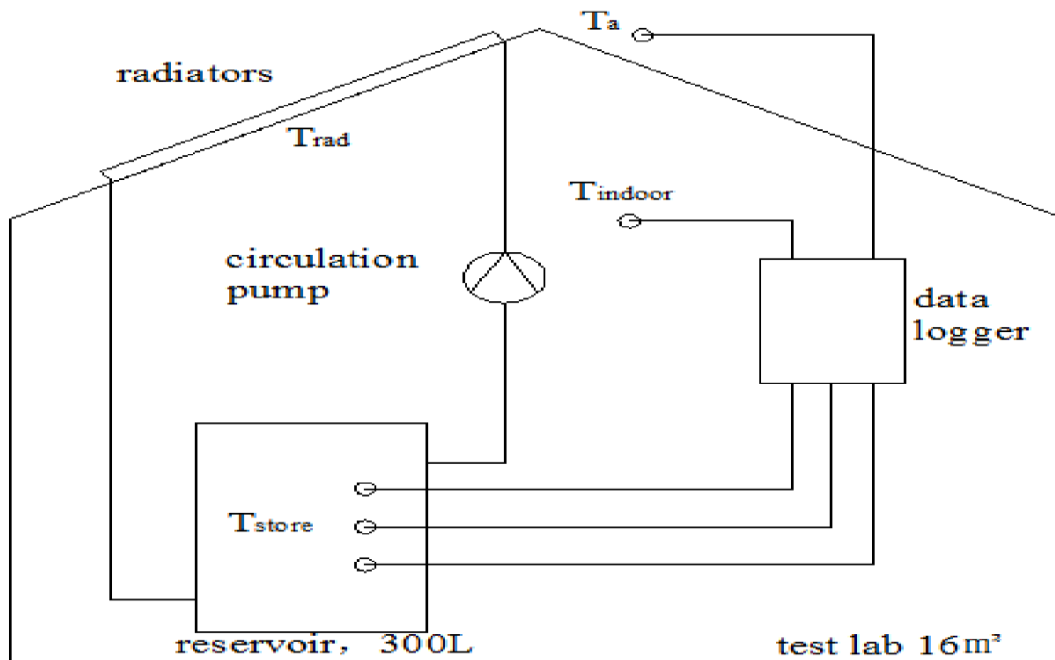 Ta
radiators
Trad
Tindoor
circulation
pump
data
logger
Tstore
reservoir, 300L
test lab 16m²